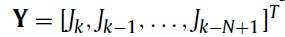 𝐘 = [J_k, J_{k−1}, . . . , J_{k−N+1}]^T